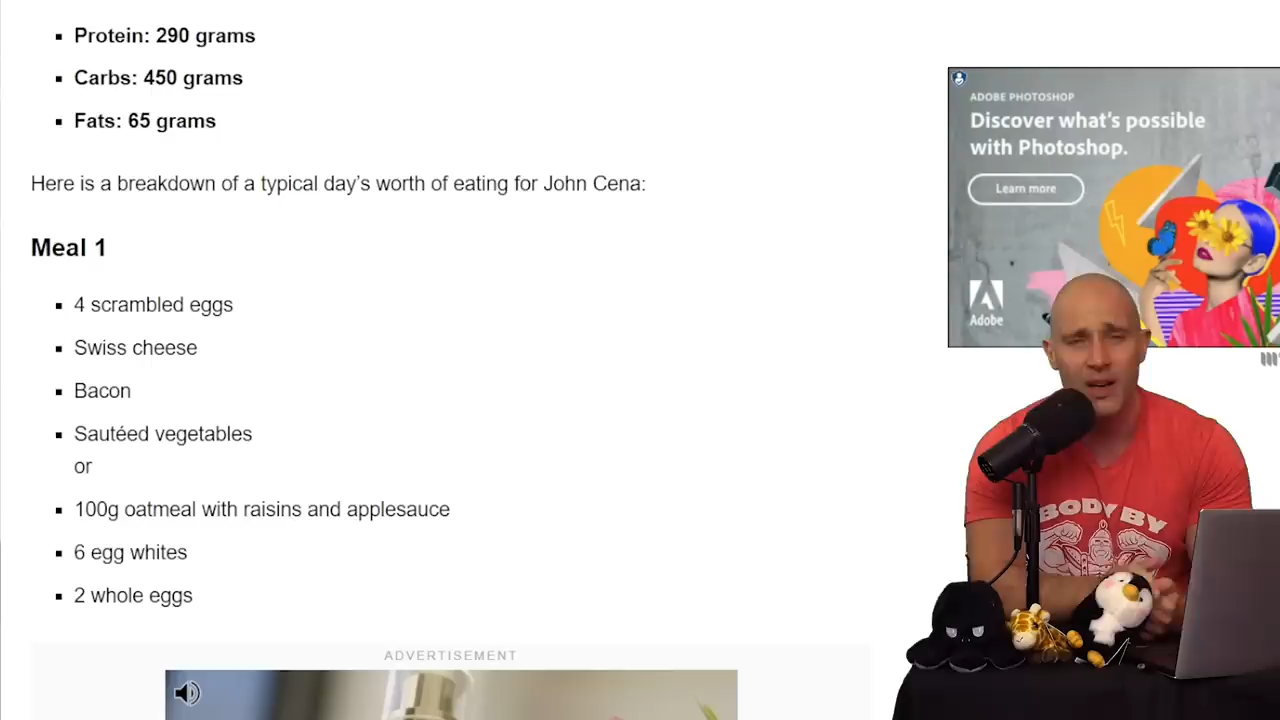 Protein: 290 grams
Carbs: 450 grams
Fats: 65 grams
Here is a breakdown of a typical day’s worth of eating for John Cena:
Meal 1
4 scrambled eggs
Swiss cheese
Bacon
Sautéed vegetables
or
100g oatmeal with raisins and applesauce
6 egg whites
2 whole eggs
ADVERTISEMENT
ADOBE PHOTOSHOP
Discover what’s possible
with Photoshop.
Learn more
Adobe
BODY BY